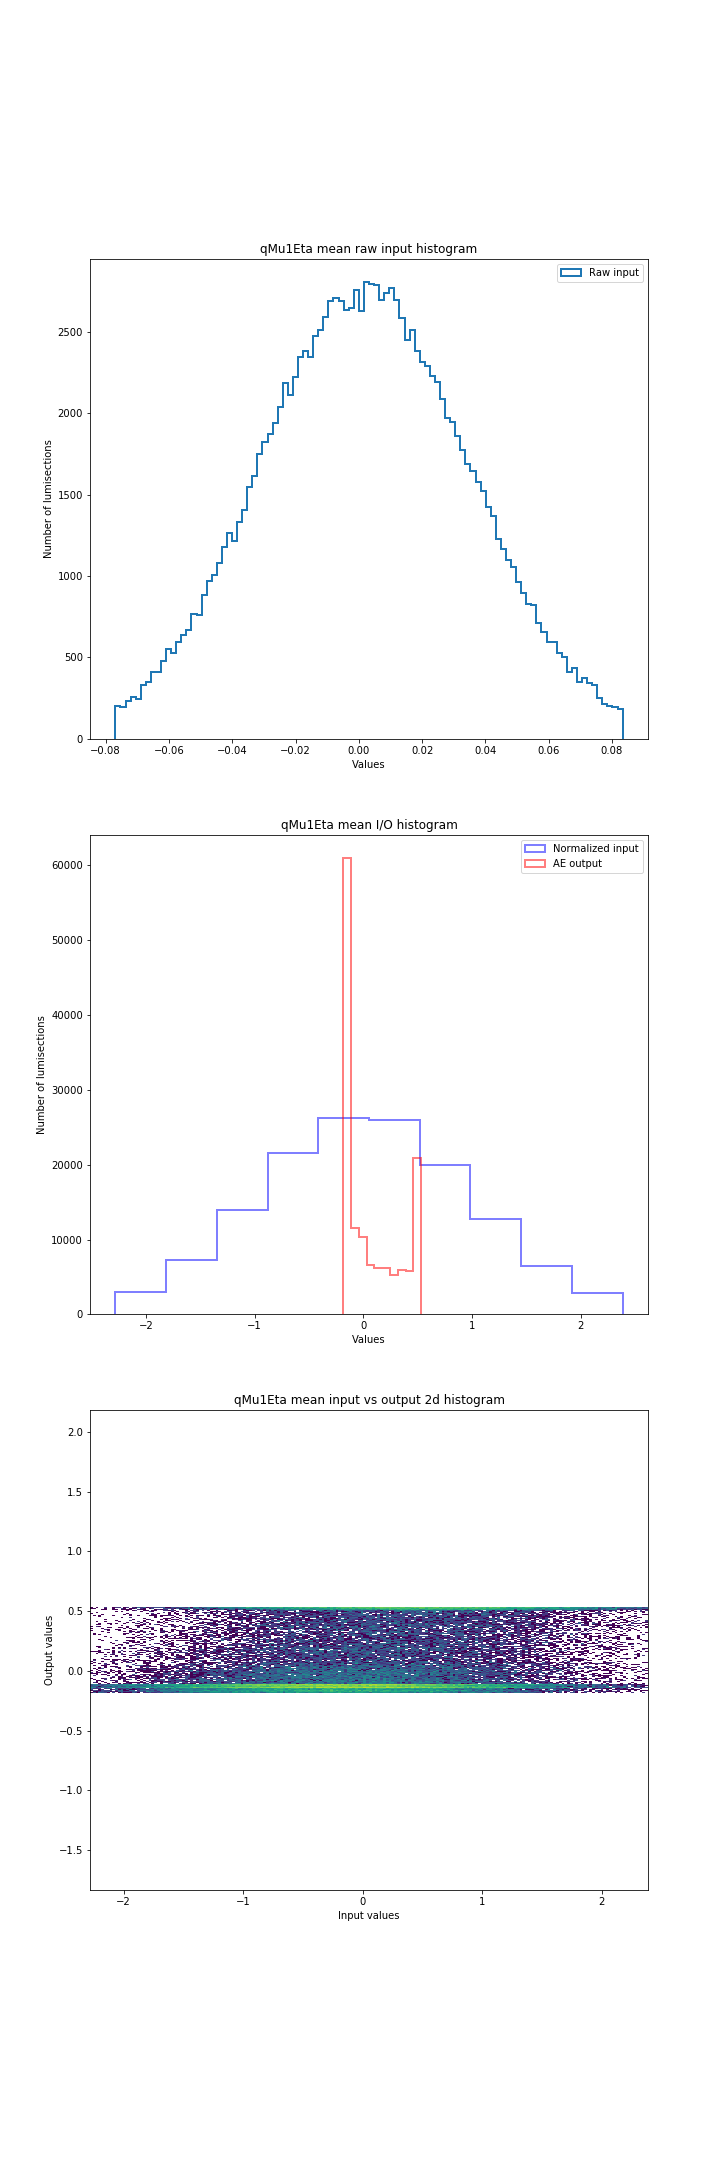 qMu1Eta mean raw input histogram
Raw input
Number of lumisections
2500
2000
1500
1000
500
0
−0.08 −0.06 −0.04 −0.02 0.00 0.02 0.04 0.06 0.08
Values
qMu1Eta mean I/O histogram
Normalized input
AE output
Number of lumisections
60000
50000
40000
30000
20000
10000
0
−2 −1 0 1 2
Values
qMu1Eta mean input vs output 2d histogram
Output values
2.0
1.5
1.0
0.5
0.0
−0.5
−1.0
−1.5
−2 −1 0 1 2
Input values